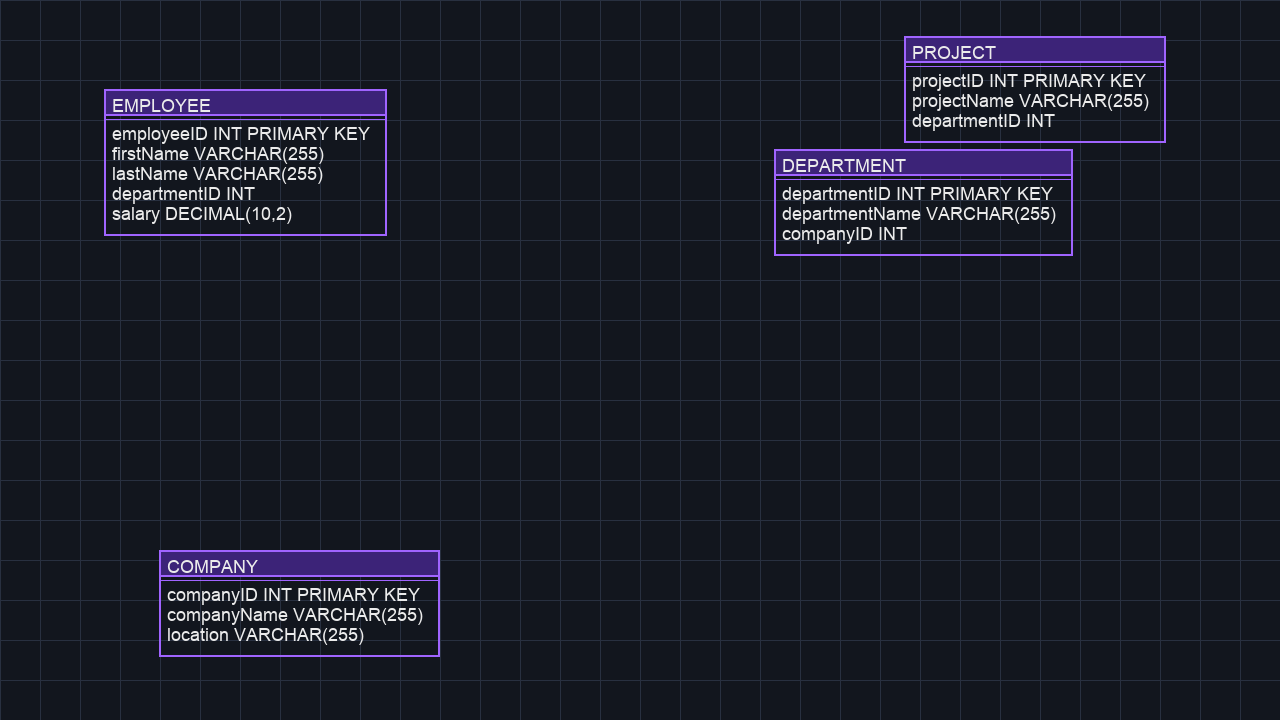 PROJECT
projectID INT PRIMARY KEY
projectName VARCHAR(255)
departmentID INT
EMPLOYEE
employeeID INT PRIMARY KEY
firstName VARCHAR(255)
lastName VARCHAR(255)
departmentID INT
salary DECIMAL(10,2)
DEPARTMENT
departmentID INT PRIMARY KEY
departmentName VARCHAR(255)
companyID INT
COMPANY
companyID INT PRIMARY KEY
companyName VARCHAR(255)
location VARCHAR(255)